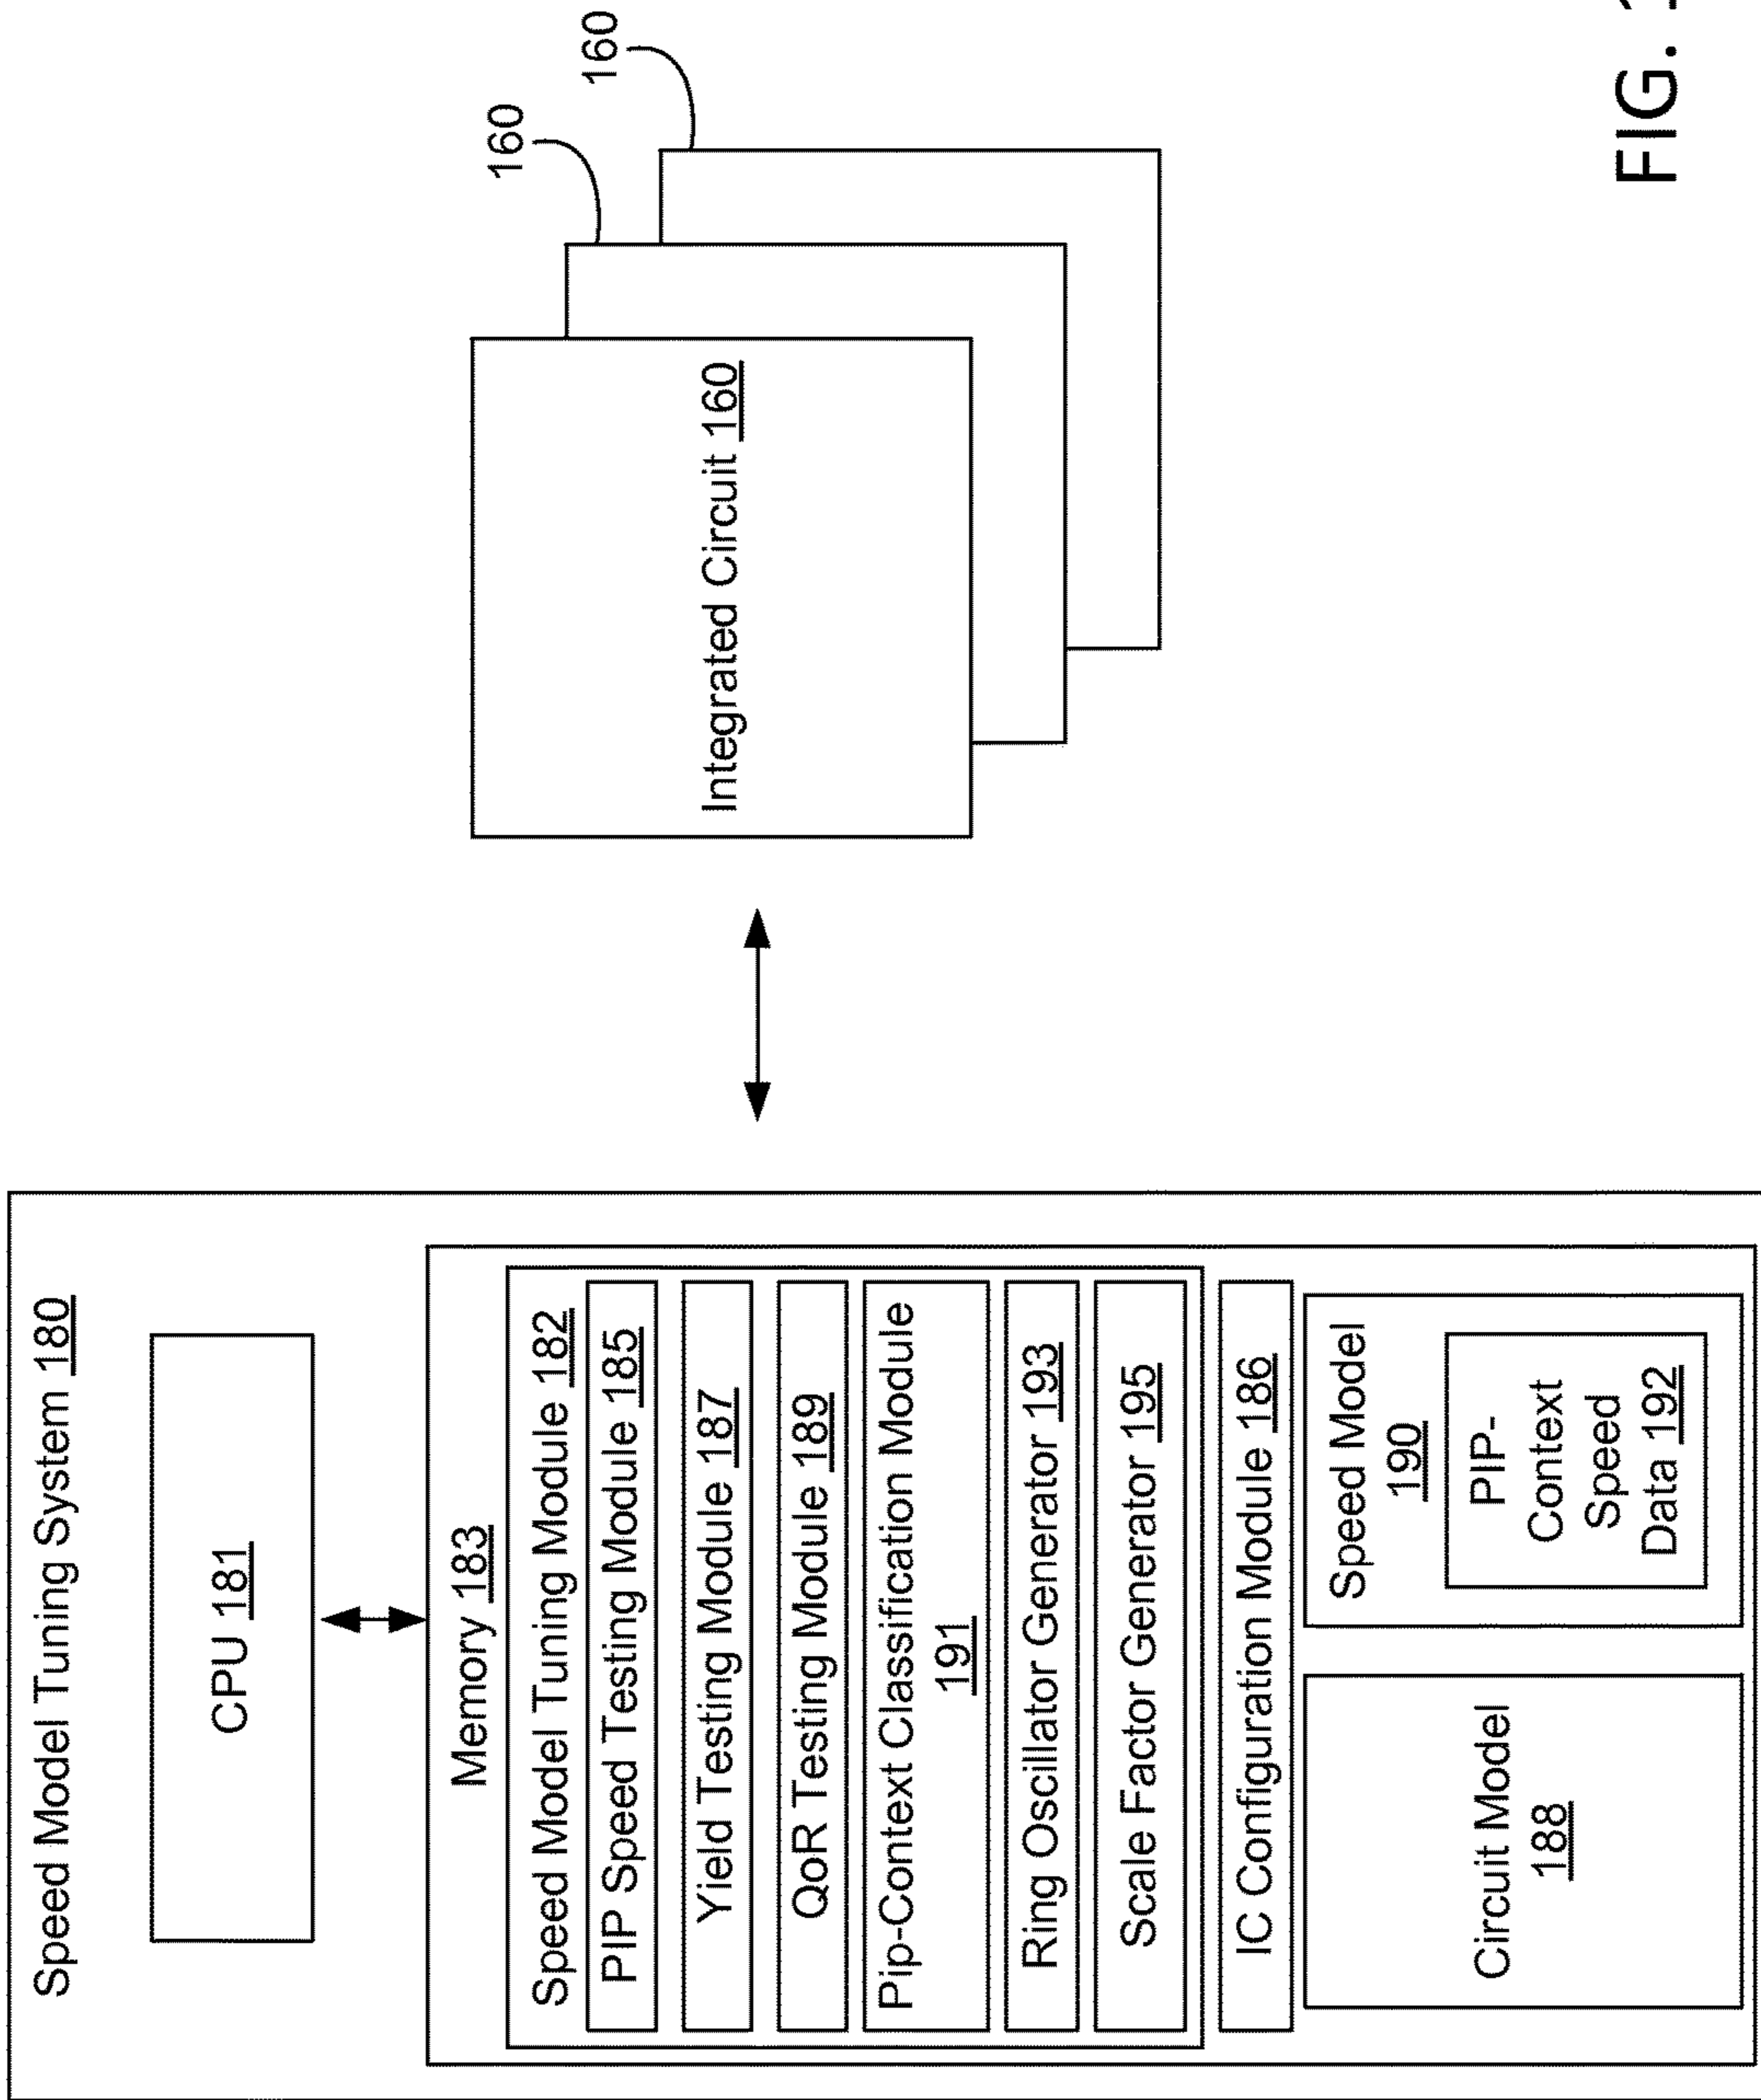 Speed Model Tuning System 180
CPU 181
Memory 183
Speed Model Tuning Module 182
PIP Speed Testing Module 185
Yield Testing Module 187
QoR Testing Module 189
Pip-Context Classification Module
191
Ring Oscillator Generator 193
Scale Factor Generator 195
IC Configuration Module 186
Circuit Model
188
Speed Model
190
PIP-
Context
Speed
Data 192
Integrated Circuit 160
160
160
FIG.